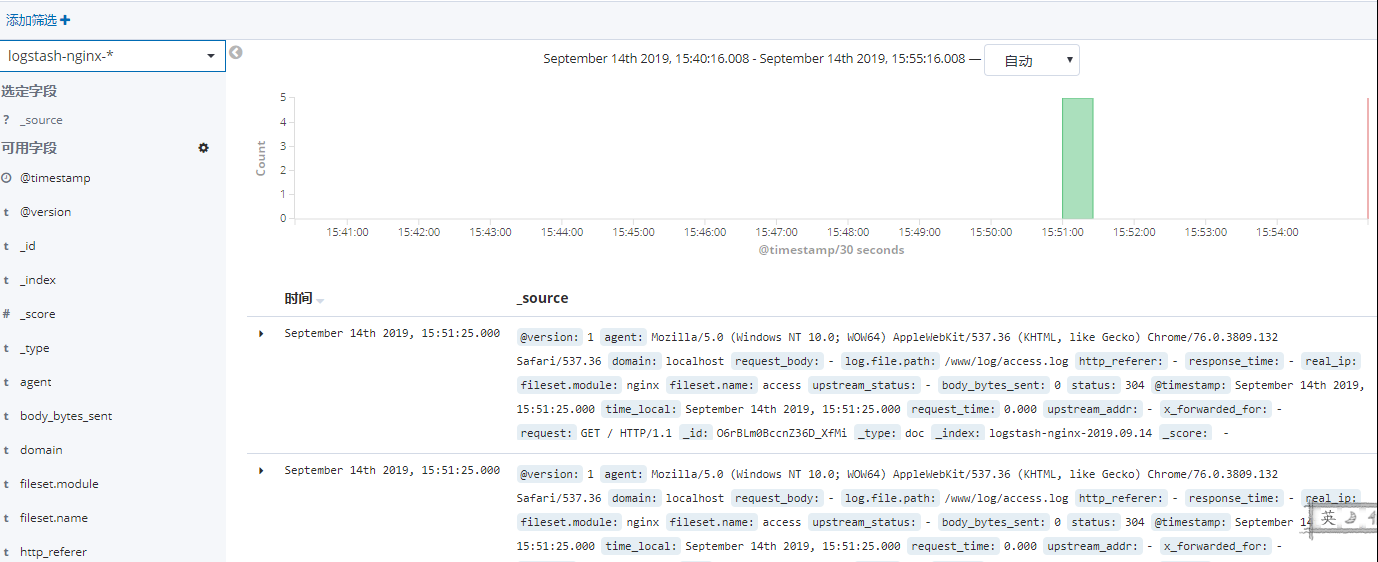 添加筛选+
logstash-nginx-*
选定字段
? _source
可用字段
@timestamp
t @version
t _id
t _index
# _score
t _type
t agent
t body_bytes_sent
t domain
t fileset.module
t fileset.name
t http_referer
September 14th 2019, 15:40:16.008 - September 14th 2019, 15:55:16.008 — 自动
Count
5
4
3
2
1
0
15:41:00 15:42:00 15:43:00 15:44:00 15:45:00 15:46:00 15:47:00 15:48:00 15:49:00 15:50:00 15:51:00 15:52:00 15:53:00 15:54:00
@timestamp/30 seconds
时间 _source
September 14th 2019, 15:51:25.000 @version: 1 agent: Mozilla/5.0 (Windows NT 10.0; WOW64) AppleWebKit/537.36 (KHTML, like Gecko) Chrome/76.0.3809.132
Safari/537.36 domain: localhost request_body: - log.file.path: /www/log/access.log http_referer: - response_time: - real_ip:
fileset.module: nginx fileset.name: access upstream_status: - body_bytes_sent: 0 status: 304 @timestamp: September 14th 2019,
15:51:25.000 time_local: September 14th 2019, 15:51:25.000 request_time: 0.000 upstream_addr: - x_forwarded_for: -
request: GET / HTTP/1.1 _id: O6rBLm0BccnZ36D_XfMi _type: doc _index: logstash-nginx-2019.09.14 _score: -
September 14th 2019, 15:51:25.000 @version: 1 agent: Mozilla/5.0 (Windows NT 10.0; WOW64) AppleWebKit/537.36 (KHTML, like Gecko) Chrome/76.0.3809.132
Safari/537.36 domain: localhost request_body: - log.file.path: /www/log/access.log http_referer: - response_time: - real_ip:
fileset.module: nginx fileset.name: access upstream_status: - body_bytes_sent: 0 status: 304 @timestamp: September 14
英
15:51:25.000 time_local: September 14th 2019, 15:51:25.000 request_time: 0.000 upstream_addr: - x_forwarded_for: -